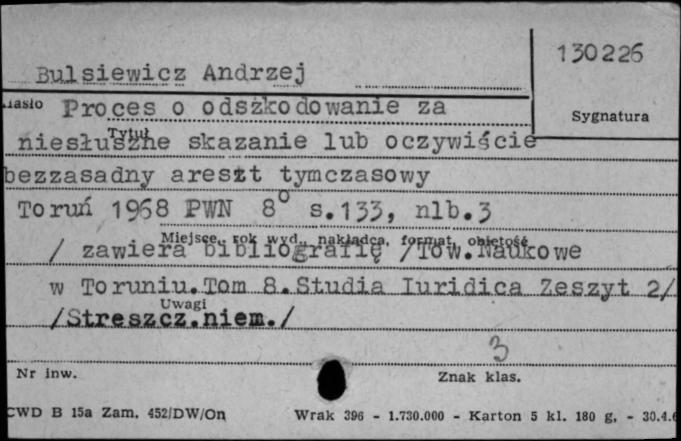 130226
Bulsiewicz Andrzej
Hasło Proces o odszkodowanie za
Sygnatura
Tytuł
niesłuszne skazanie lub oczywiście
bezzasadny areszt tymczasowy
Toruń 1968 PWN 8° s.133, nlb.3
Miejsce, rok wyd., nakładca, format, objętość
/ zawiera bibliografię /Tow.Naukowe
w Toruniu.Tom 8.Studia Iuridica Zeszyt 2/
Uwagi
/Streszcz.niem./
3
Nr inw.
Znak klas.
CWD B 15a Zam. 452/DW/On Wrak 396 - 1.730.000 - Karton 5 kl. 180 g. - 30.4.6